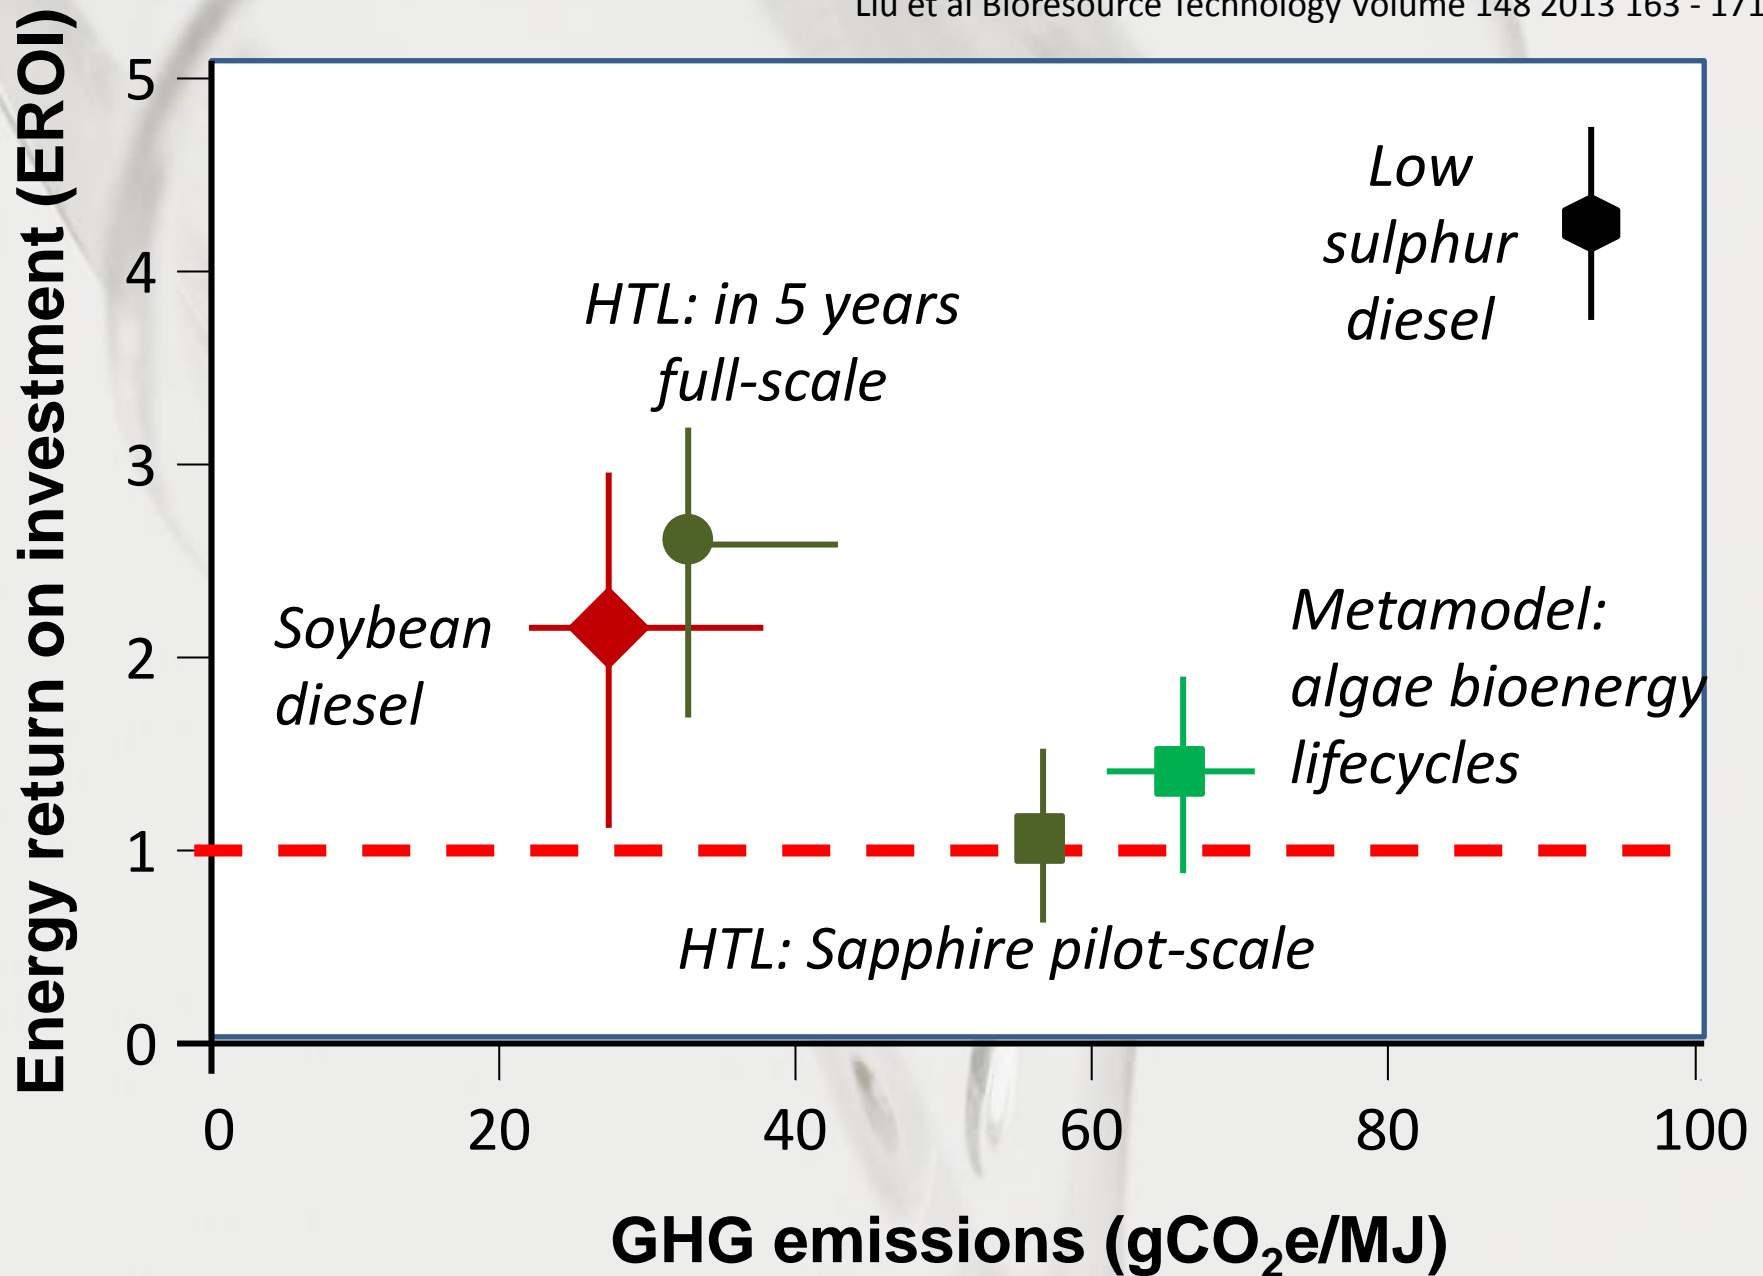 Liu et al Bioresource Technology Volume 148 2013 163 - 171
Energy return on investment (EROI)
5
4
3
2
1
0
Low
sulphur
diesel
HTL: in 5 years
full-scale
Soybean
diesel
Metamodel:
algae bioenergy
lifecycles
HTL: Sapphire pilot-scale
0 20 40 60 80 100
GHG emissions (gCO₂e/MJ)